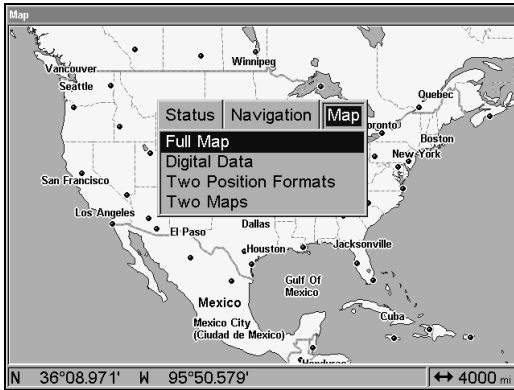 Map
Winnipeg
Vancouver
Seattle
Quebec
Status Navigation Map
oronto
Full Map
Boston
Digital Data
New York
Two Position Formats
San Francisco
Two Maps
Los Angeles
Dallas
El Paso
Houston
Jacksonville
Gulf Of
Mexico
Mexico
Mexico City
(Ciudad de Mexico)
Cuba
Honduras
N 36°08.971' W 95°50.579' ↔ 4000 mi